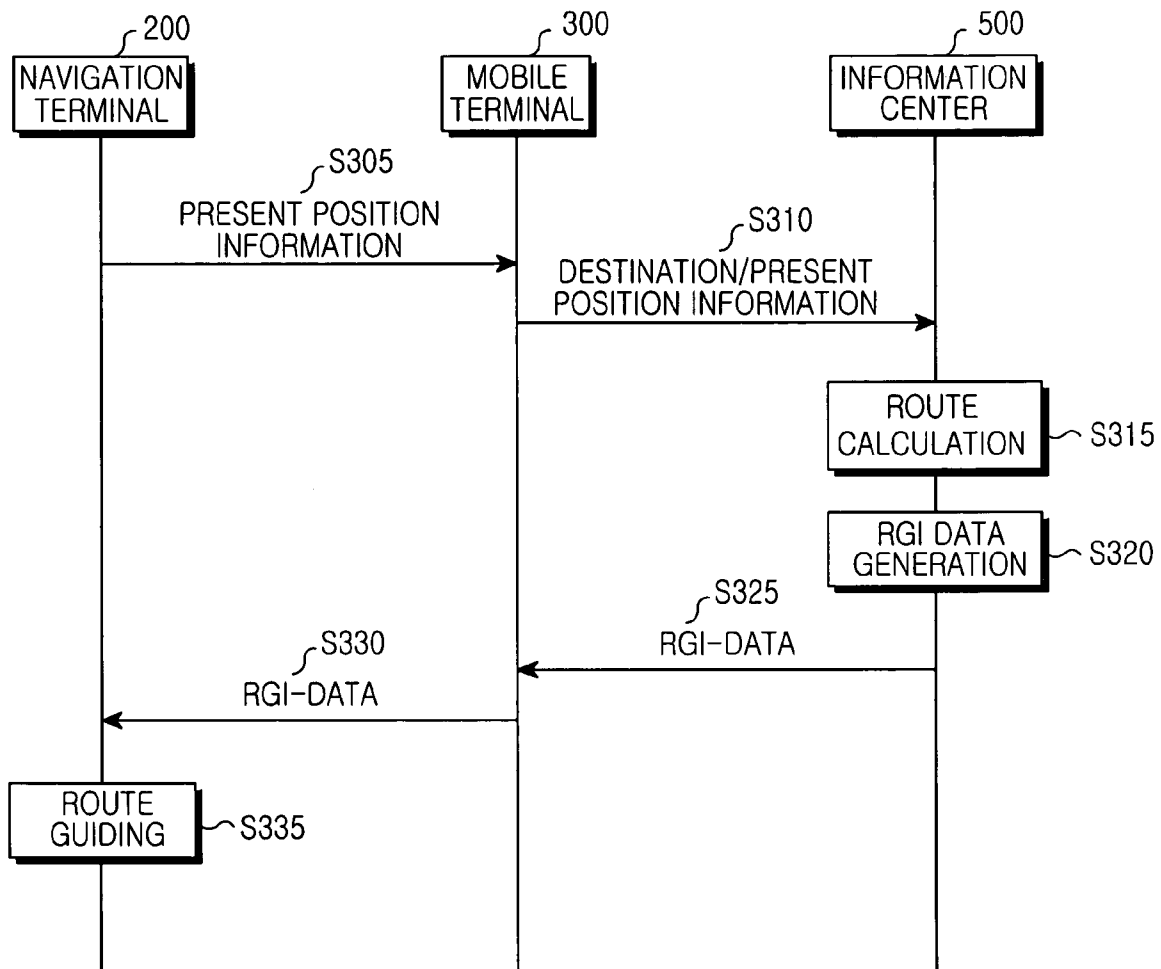 200
300
500
NAVIGATION
TERMINAL
MOBILE
TERMINAL
INFORMATION
CENTER
S305
PRESENT POSITION
INFORMATION
S310
DESTINATION/PRESENT
POSITION INFORMATION
ROUTE
CALCULATION
S315
RGI DATA
GENERATION
S320
S325
RGI-DATA
S330
RGI-DATA
ROUTE
GUIDING
S335